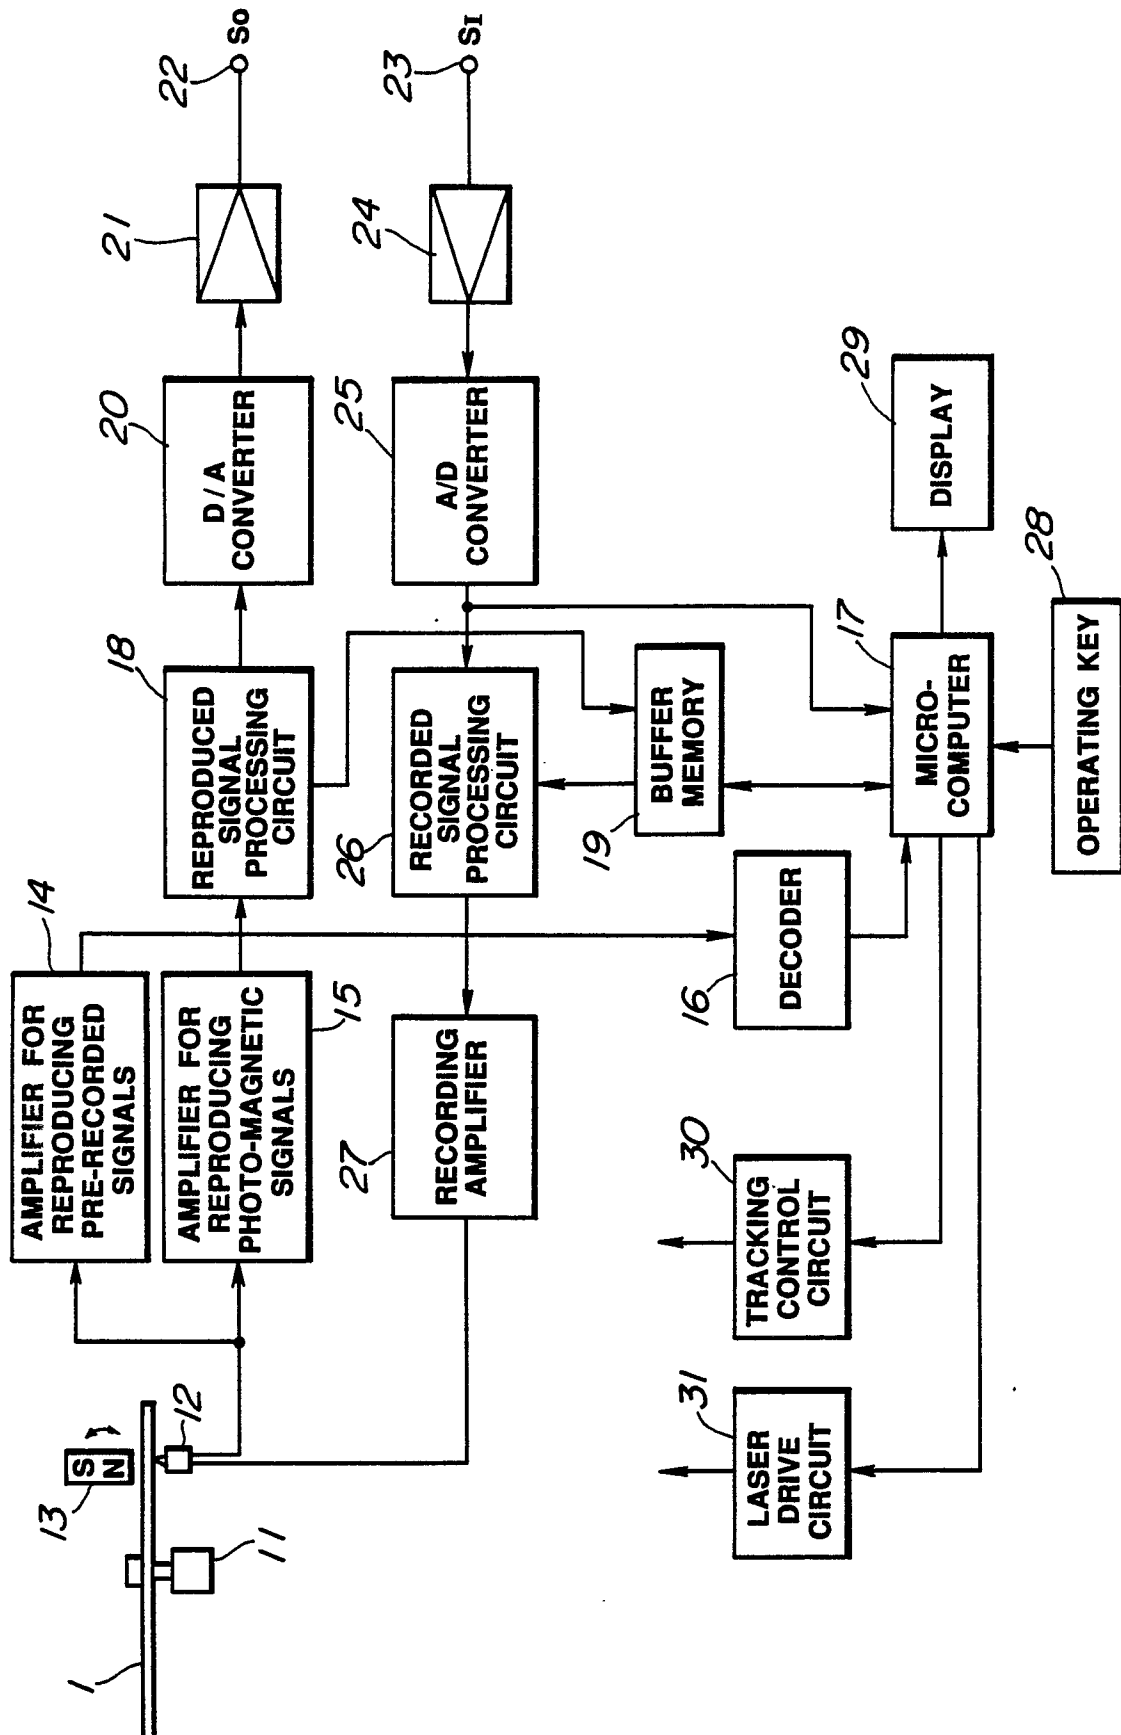 1
11
13
S
N
12
AMPLIFIER FOR
REPRODUCING
PRE-RECORDED
SIGNALS
14
AMPLIFIER FOR
REPRODUCING
PHOTO-MAGNETIC
SIGNALS
15
REPRODUCED
SIGNAL
PROCESSING
CIRCUIT
18
D/A
CONVERTER
20
21
22
SO
RECORDING
AMPLIFIER
27
RECORDED
SIGNAL
PROCESSING
CIRCUIT
26
A/D
CONVERTER
25
24
23
SI
BUFFER
MEMORY
19
DECODER
16
LASER
DRIVE
CIRCUIT
31
TRACKING
CONTROL
CIRCUIT
30
MICRO-
COMPUTER
17
DISPLAY
29
OPERATING KEY
28